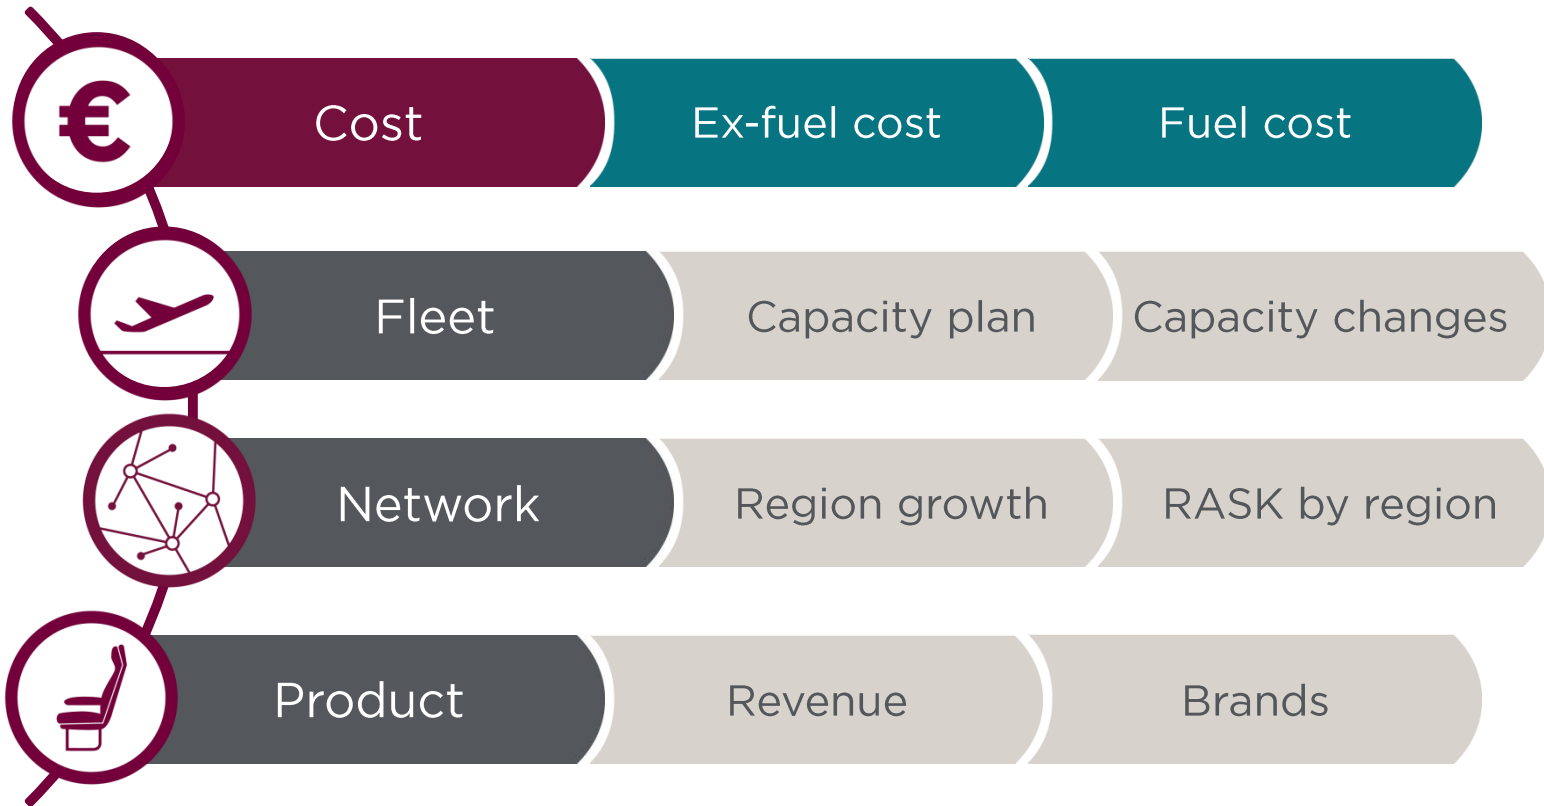 €
Cost
Ex-fuel cost
Fuel cost
Fleet
Capacity plan
Capacity changes
Network
Region growth
RASK by region
Product
Revenue
Brands